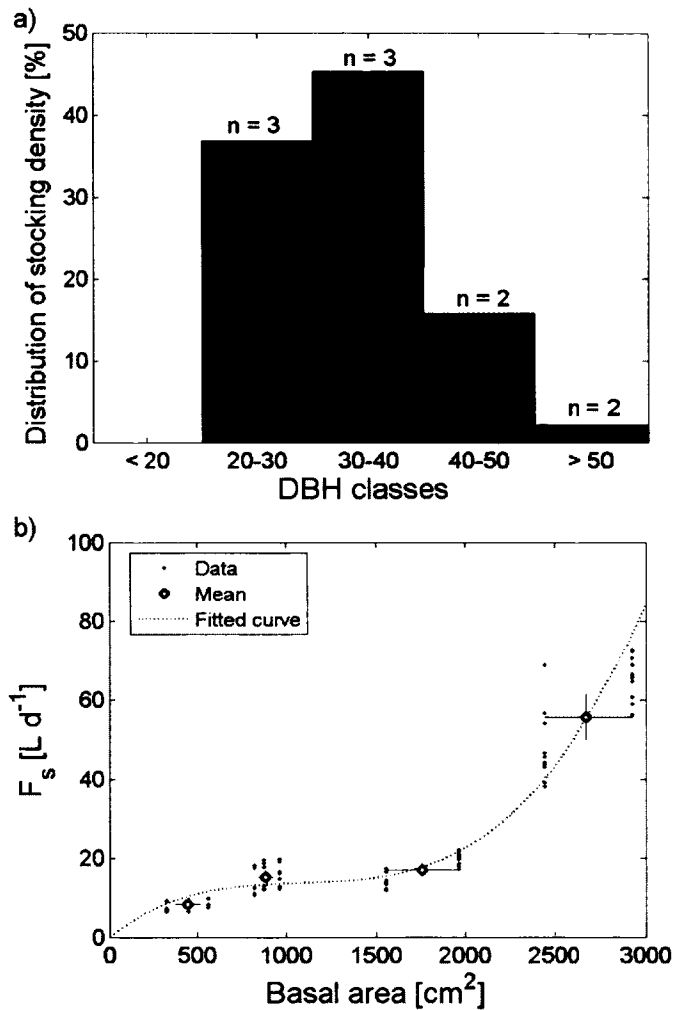 a)
Distribution of stocking density [%]
50
40
30
20
10
0
n = 3
n = 3
n = 2
n = 2
< 20
20-30
30-40
40-50
> 50
DBH classes
b)
F_s [L d^-1]
100
80
60
40
20
0
Data
Mean
Fitted curve
0
500
1000
1500
2000
2500
3000
Basal area [cm²]